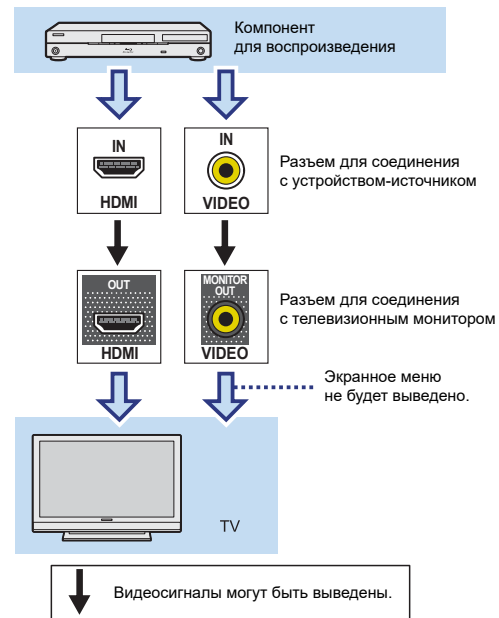 Компонент
для воспроизведения
IN
HDMI
IN
VIDEO
Разъем для соединения
с устройством-источником
OUT
HDMI
MONITOR
OUT
VIDEO
Разъем для соединения
с телевизионным монитором
Экранное меню
не будет выведено.
TV
Видеосигналы могут быть выведены.